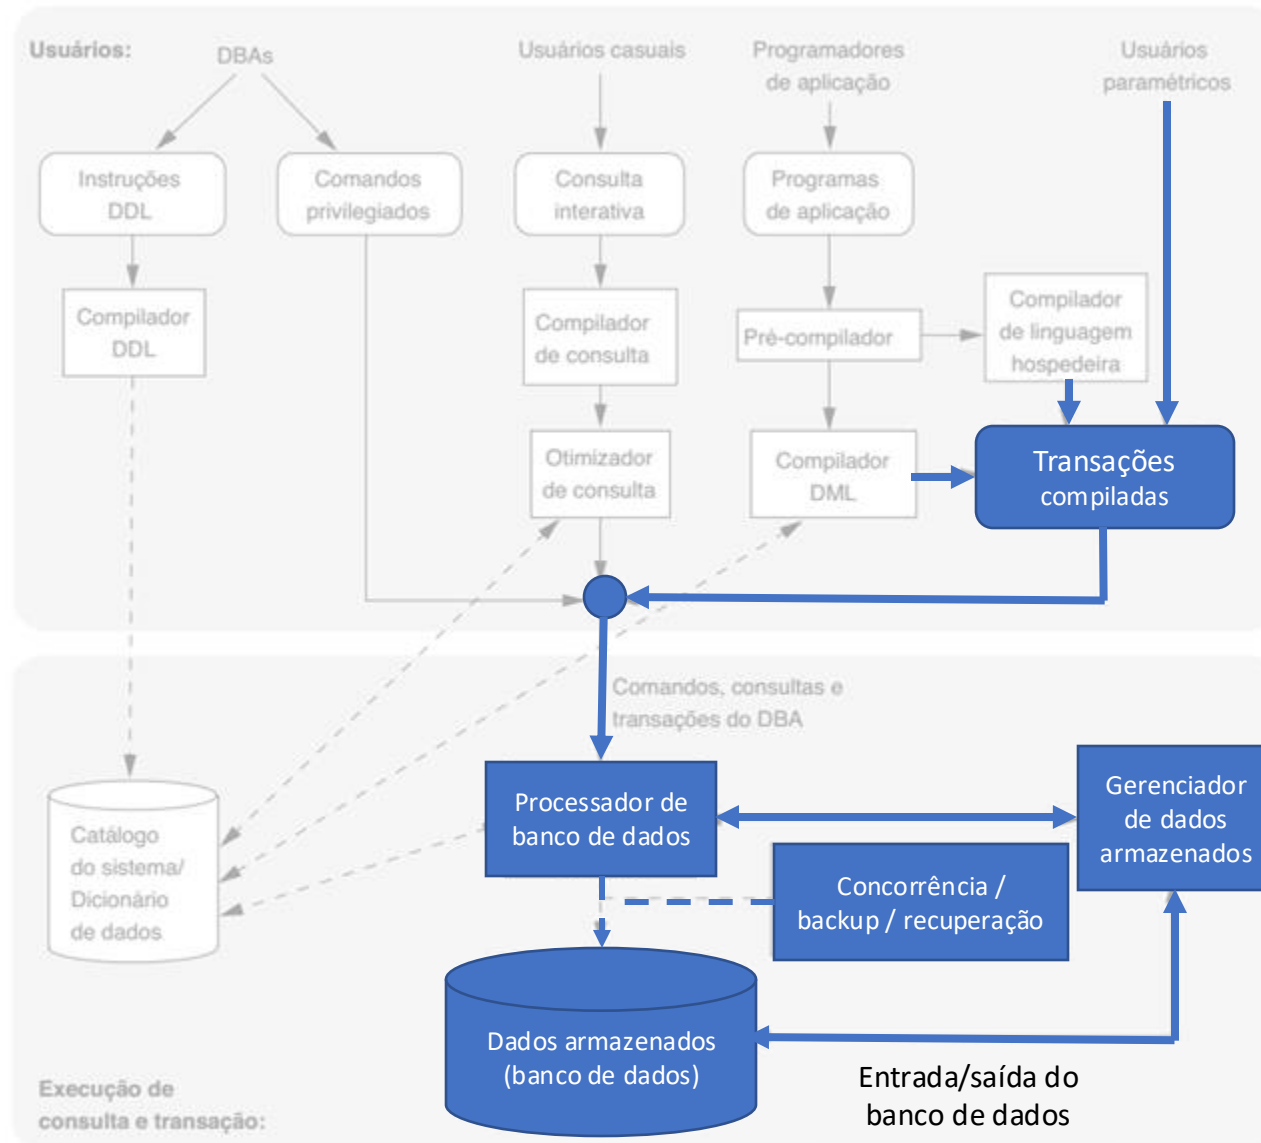 Usuários:
DBAs
Usuários casuais
Programadores
de aplicação
Usuários
paramétricos
Instruções
DDL
Comandos
privilegiados
Consulta
interativa
Programas
de aplicação
Compilador
DDL
Compilador
de consulta
Pré-compilador
Compilador
de linguagem
hospedeira
Otimizador
de consulta
Compilador
DML
Transações
compiladas
Comandos, consultas e
transações do DBA
Catálogo
do sistema/
Dicionário
de dados
Processador de
banco de dados
Gerenciador
de dados
armazenados
Concorrência /
backup / recuperação
Dados armazenados
(banco de dados)
Entrada/saída do
banco de dados
Execução de
consulta e transação: